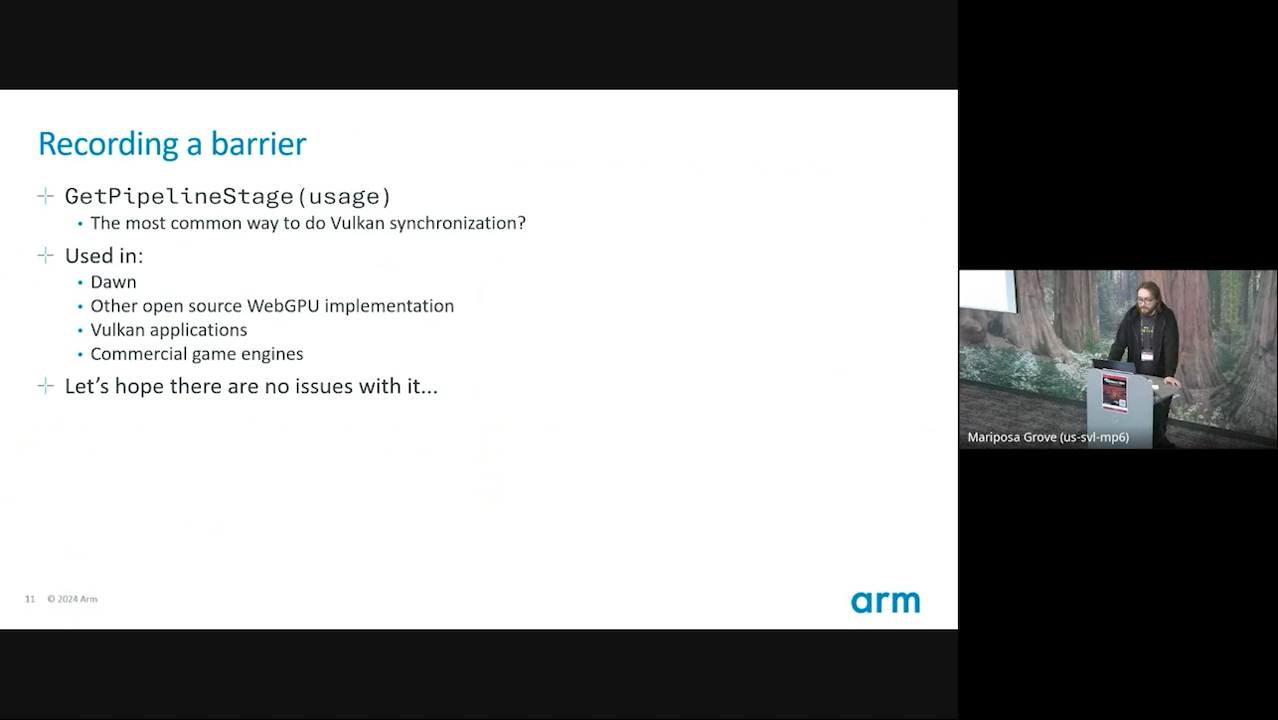 Recording a barrier
GetPipelineStage(usage)
• The most common way to do Vulkan synchronization?
Used in:
• Dawn
• Other open source WebGPU implementation
• Vulkan applications
• Commercial game engines
Let's hope there are no issues with it...
11 © 2024 Arm
arm
Mariposa Grove (us-svl-mp6)